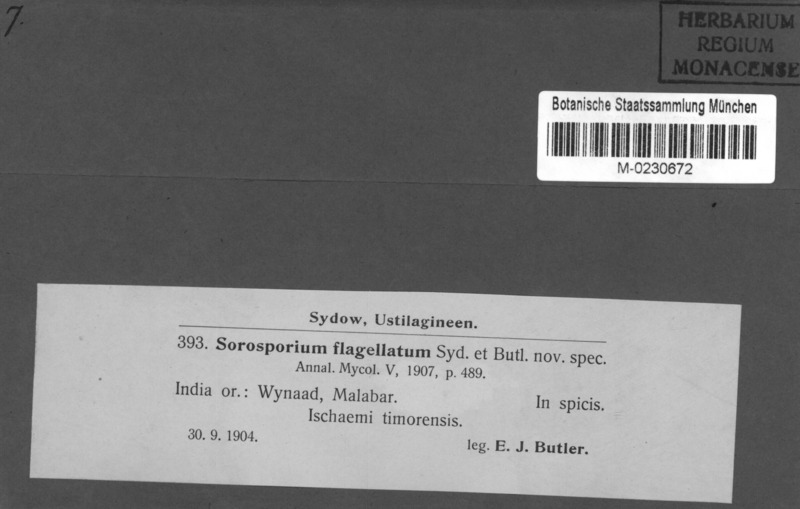 7.
HERBARIUM
REGIUM
MONACENSE
Botanische Staatssammlung München
M-0230672
Sydow, Ustilagineen.
393. Sorosporium flagellatum Syd. et Butl. nov. spec.
Annal. Mycol. V, 1907, p. 489.
India or.: Wynaad, Malabar. In spicis.
Ischaemi timorensis.
30. 9. 1904. leg. E. J. Butler.